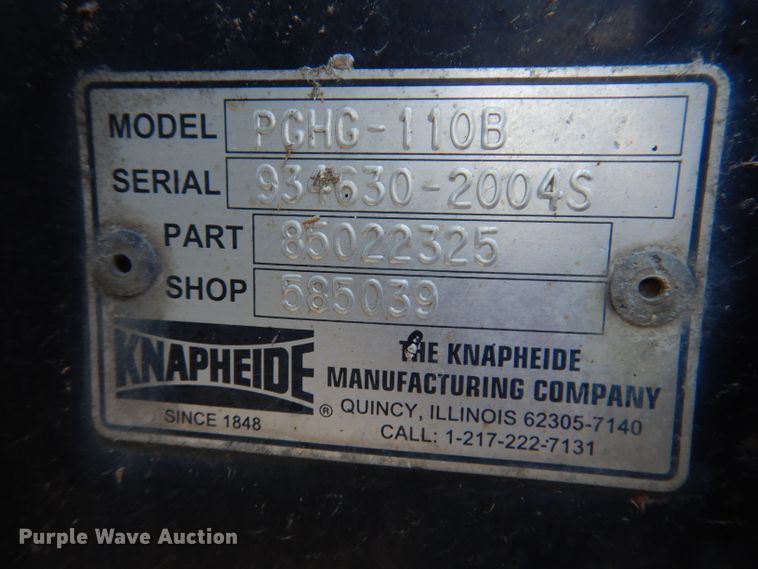 MODEL PGHG-110B
SERIAL 934630-2004S
PART 85022325
SHOP 585039
KNAPHEIDE ®
SINCE 1848
THE KNAPHEIDE
MANUFACTURING COMPANY
QUINCY, ILLINOIS 62305-7140
CALL: 1-217-222-7131
Purple Wave Auction